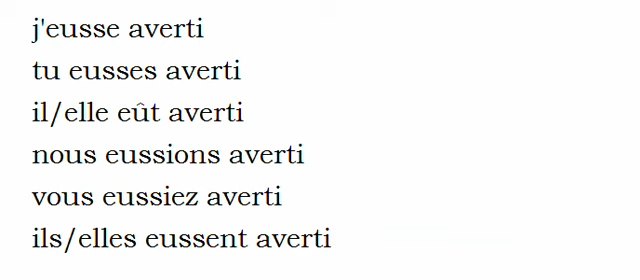 j'eusse averti
tu eusses averti
il/elle eût averti
nous eussions averti
vous eussiez averti
ils/elles eussent averti